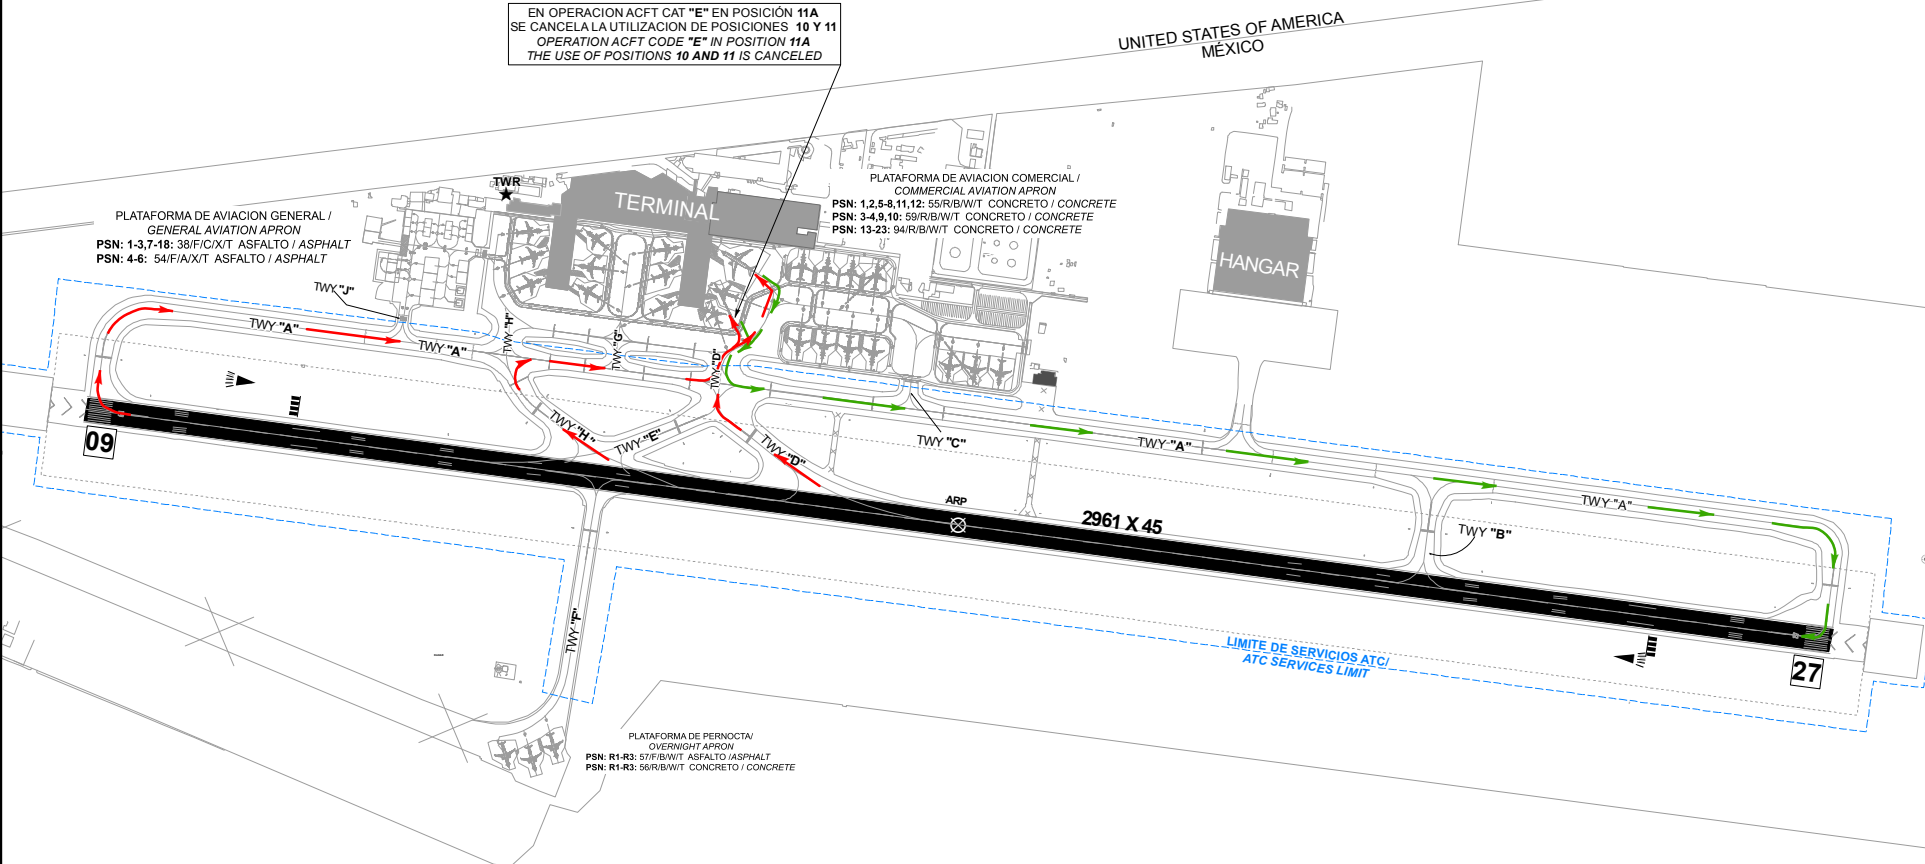 EN OPERACION ACFT CAT "E" EN POSICIÓN 11A
SE CANCELA LA UTILIZACION DE POSICIONES 10 Y 11
OPERATION ACFT CODE "E" IN POSITION 11A
THE USE OF POSITIONS 10 AND 11 IS CANCELED
UNITED STATES OF AMERICA
MÉXICO
TWR
TERMINAL
PLATAFORMA DE AVIACION COMERCIAL /
COMMERCIAL AVIATION APRON
PSN: 1,2,5-8,11,12: 55/R/B/W/T CONCRETO / CONCRETE
PSN: 3-4,9,10: 59/R/B/W/T CONCRETO / CONCRETE
PSN: 13-23: 94/R/B/W/T CONCRETO / CONCRETE
PLATAFORMA DE AVIACION GENERAL /
GENERAL AVIATION APRON
PSN: 1-3,7-18: 38/F/C/X/T ASFALTO / ASPHALT
PSN: 4-6: 54/F/A/X/T ASFALTO / ASPHALT
HANGAR
TWY "J"
TWY "A"
TWY "A"
TWY "H"
TWY "G"
TWY "D"
TWY "H"
TWY "E"
TWY "D"
TWY "C"
TWY "A"
TWY "A"
TWY "B"
09
ARP
2961 X 45
27
TWY "F"
LIMITE DE SERVICIOS ATC/
ATC SERVICES LIMIT
PLATAFORMA DE PERNOCTA/
OVERNIGHT APRON
PSN: R1-R3: 57/F/B/W/T ASFALTO /ASPHALT
PSN: R1-R3: 56/R/B/W/T CONCRETO / CONCRETE